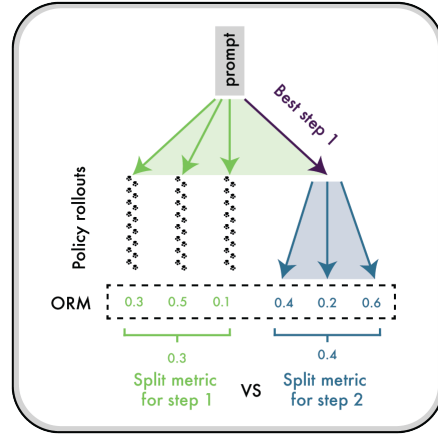 prompt
Best step 1
Policy rollouts
ORM
0.3 0.5 0.1 0.4 0.2 0.6
0.3 0.4
Split metric
for step 1
VS
Split metric
for step 2